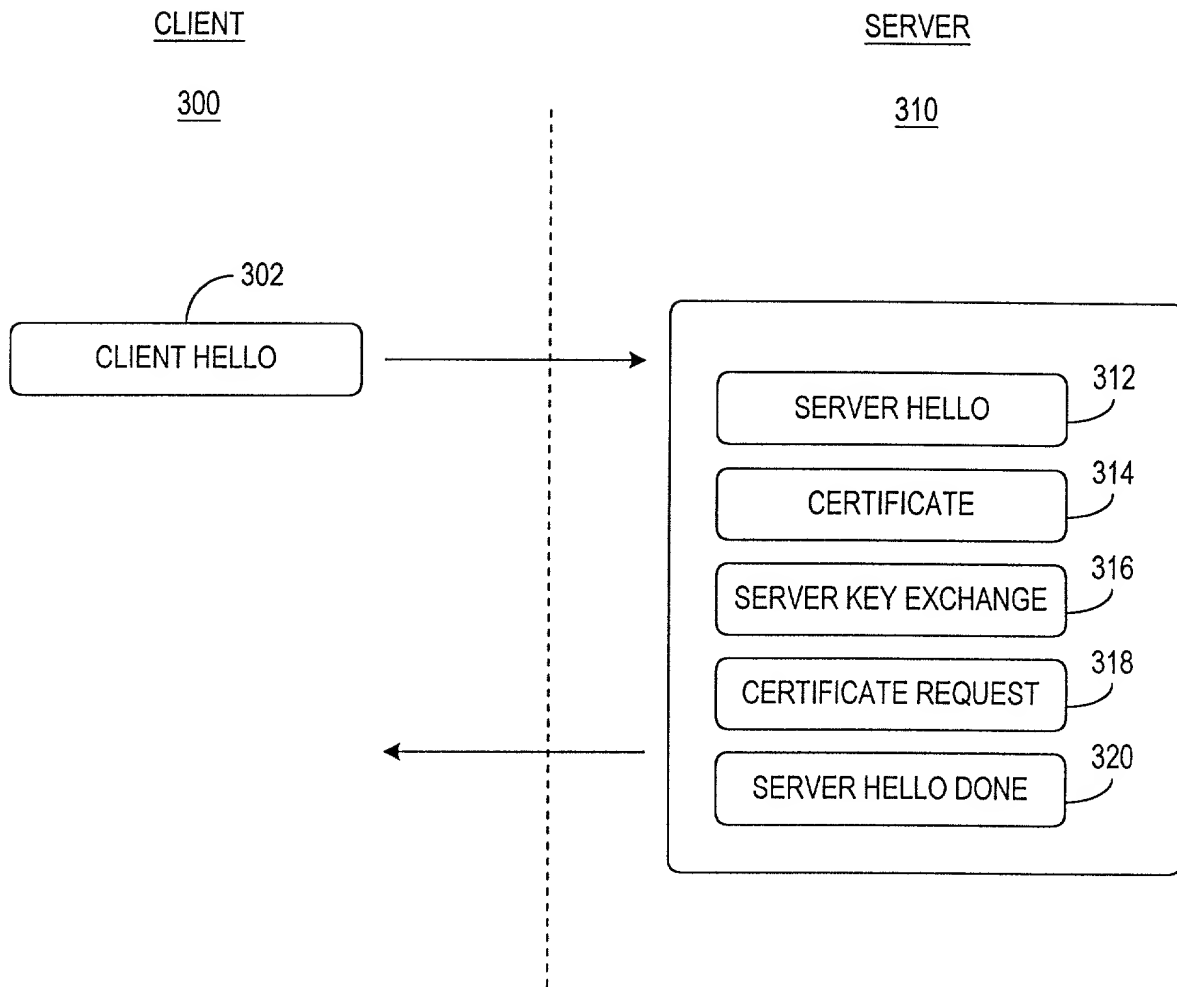 CLIENT
SERVER
300
310
302
CLIENT HELLO
SERVER HELLO
312
CERTIFICATE
314
SERVER KEY EXCHANGE
316
CERTIFICATE REQUEST
318
SERVER HELLO DONE
320